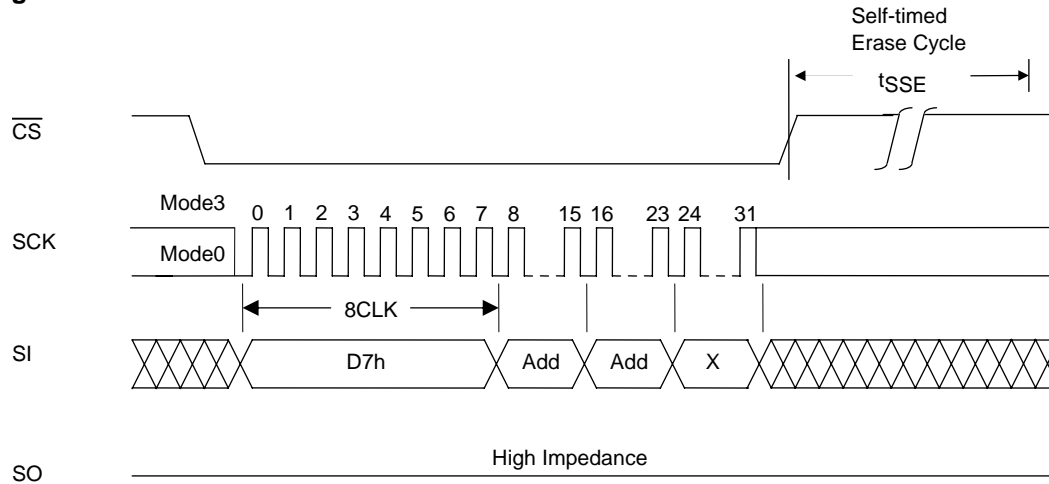 Self-timed
Erase Cycle
tSSE
CS
Mode3
0 1 2 3 4 5 6 7 8 15 16 23 24 31
SCK
Mode0
8CLK
SI
D7h Add Add X
High Impedance
SO